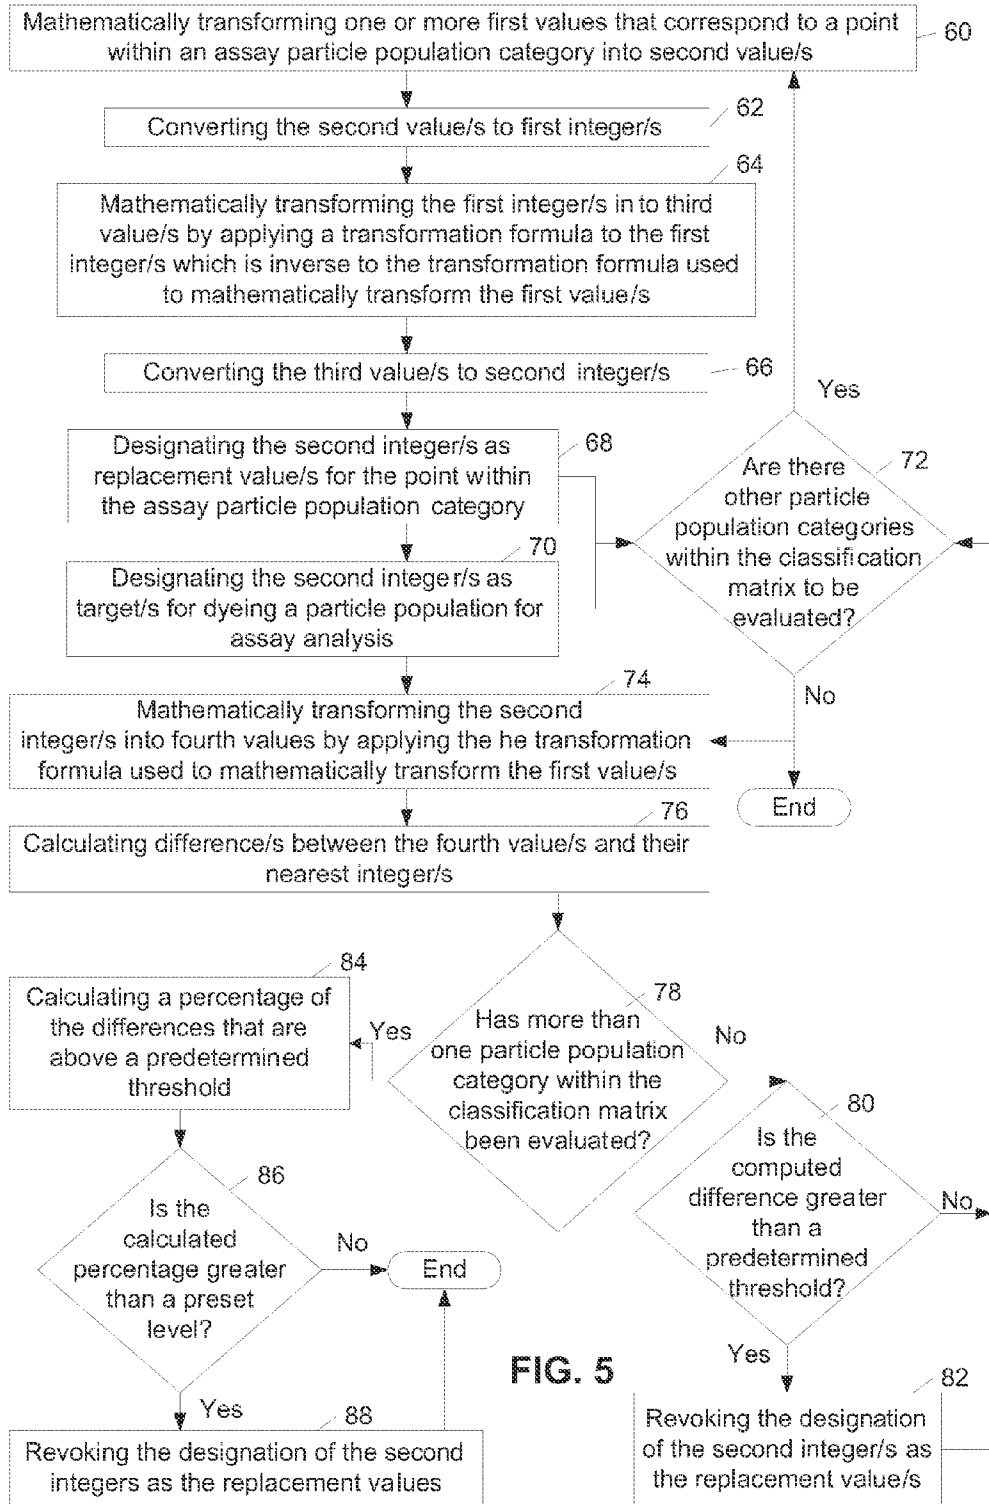 Mathematically transforming one or more first values that correspond to a point
within an assay particle population category into second value/s
60
Converting the second value/s to first integer/s
62
64
Mathematically transforming the first integer/s in to third
value/s by applying a transformation formula to the first
integer/s which is inverse to the transformation formula used
to mathematically transform the first value/s
Converting the third value/s to second integer/s
66
Yes
Designating the second integer/s as
replacement value/s for the point within
the assay particle population category
68
72
Are there
other particle
population categories
within the classification
matrix to be
evaluated?
70
Designating the second integer/s as
target/s for dyeing a particle population for
assay analysis
No
74
Mathematically transforming the second
integer/s into fourth values by applying the he transformation
formula used to mathematically transform the first value/s
End
76
Calculating difference/s between the fourth value/s and their
nearest integer/s
84
Calculating a percentage of
the differences that are
above a predetermined
threshold
Yes
78
Has more than
one particle population
category within the
classification matrix
been evaluated?
No
80
Is the
computed
difference greater
than a
predetermined
threshold?
No
86
Is the
calculated
percentage greater
than a preset
level?
No
End
Yes
FIG. 5
Yes
88
Revoking the designation of the second
integers as the replacement values
82
Revoking the designation
of the second integer/s as
the replacement value/s